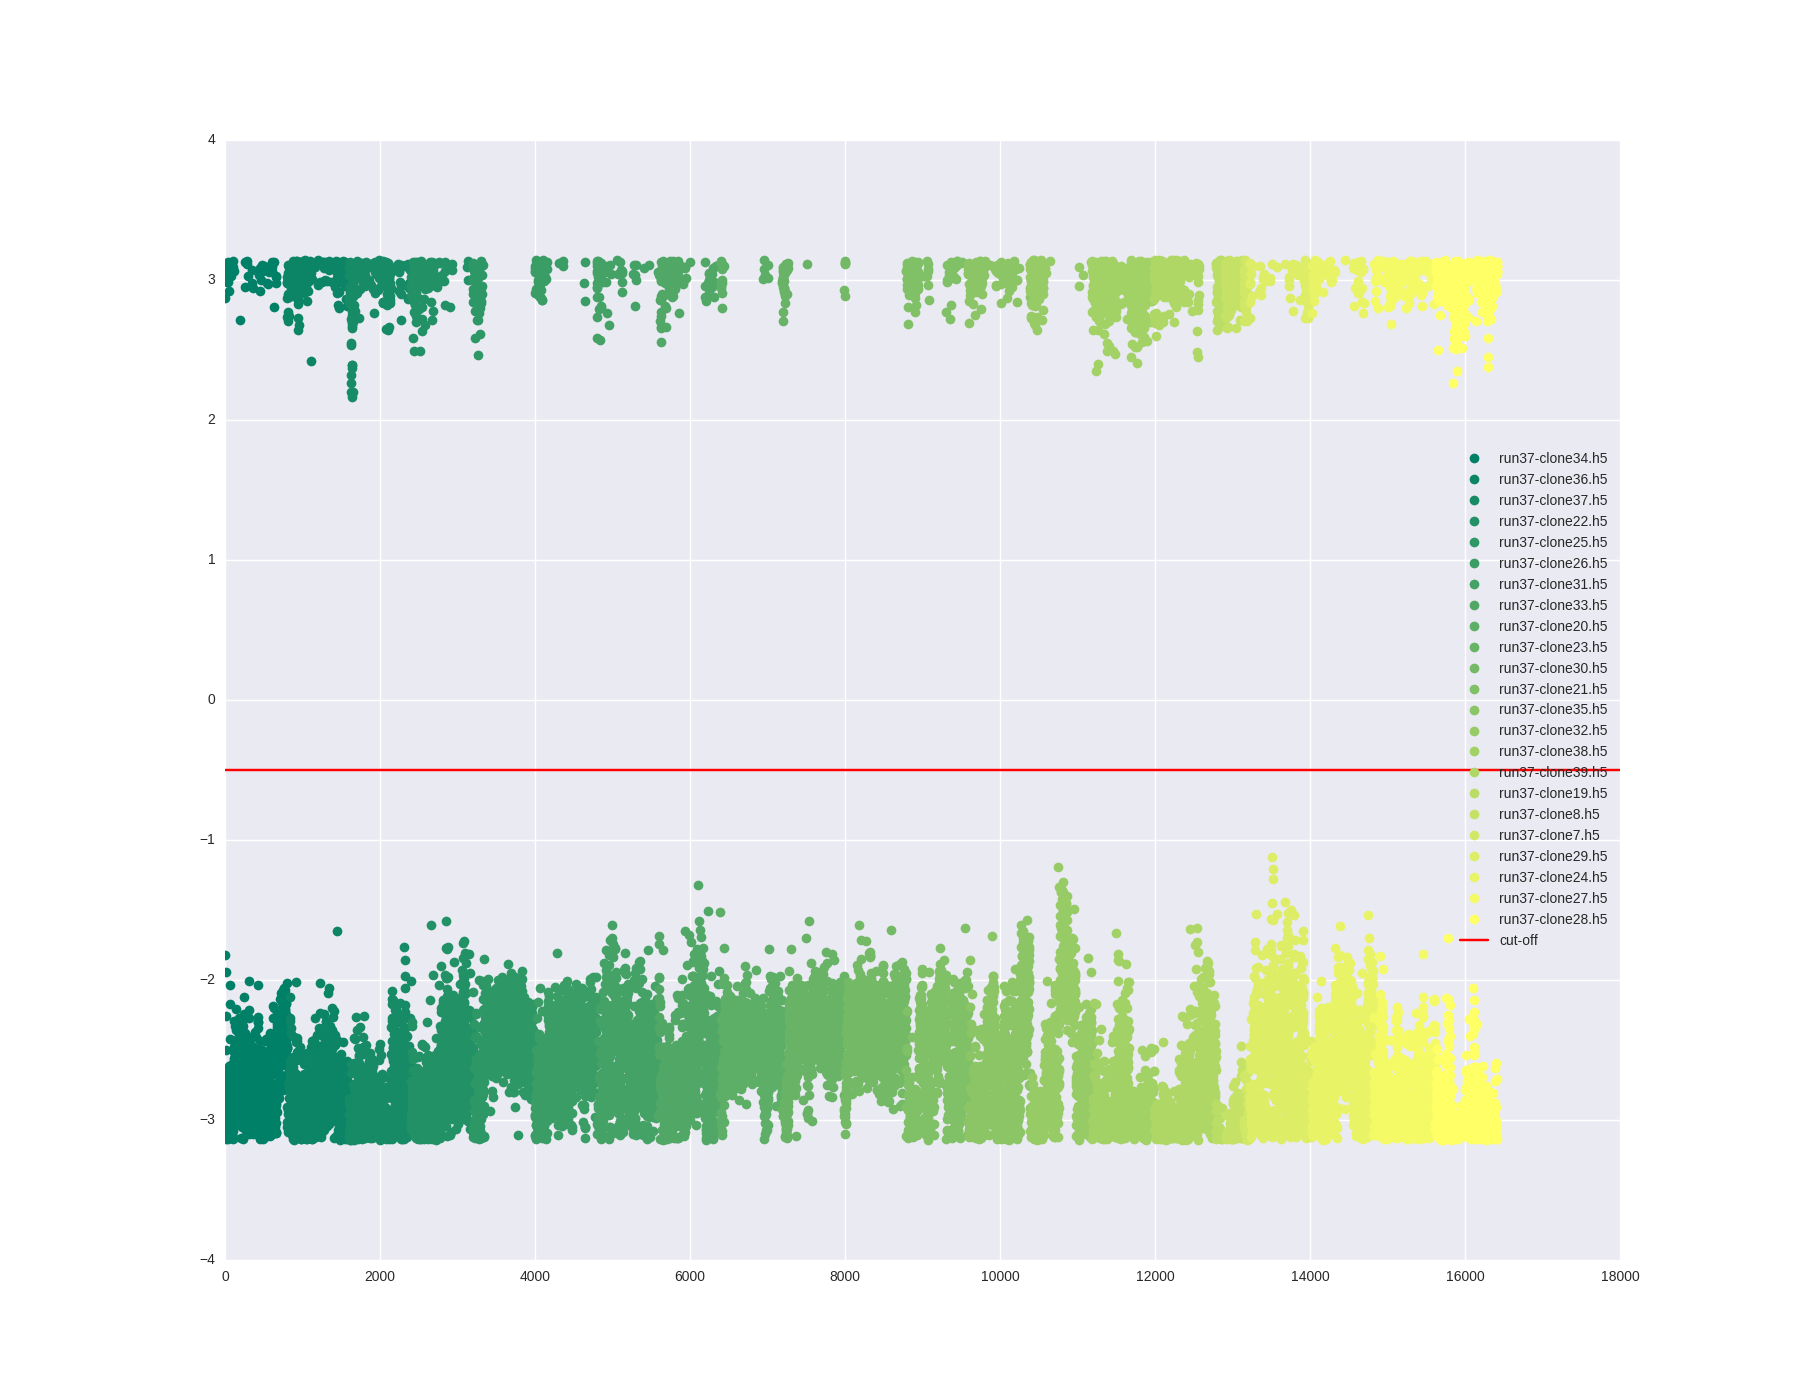 4
3
2
1
0
−1
−2
−3
−4
0 2000 4000 6000 8000 10000 12000 14000 16000 18000
run37-clone34.h5
run37-clone36.h5
run37-clone37.h5
run37-clone22.h5
run37-clone25.h5
run37-clone26.h5
run37-clone31.h5
run37-clone33.h5
run37-clone20.h5
run37-clone23.h5
run37-clone30.h5
run37-clone21.h5
run37-clone35.h5
run37-clone32.h5
run37-clone38.h5
run37-clone39.h5
run37-clone19.h5
run37-clone8.h5
run37-clone7.h5
run37-clone29.h5
run37-clone24.h5
run37-clone27.h5
run37-clone28.h5
cut-off